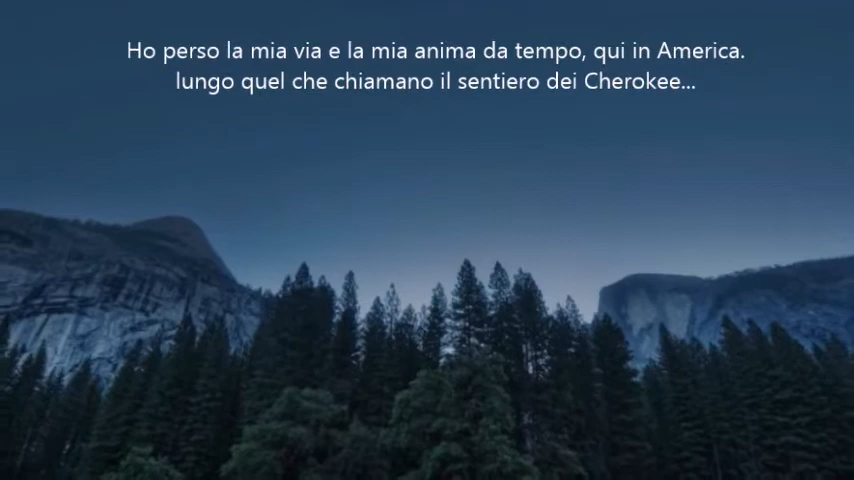 Ho perso la mia via e la mia anima da tempo, qui in America.
lungo quel che chiamano il sentiero dei Cherokee...